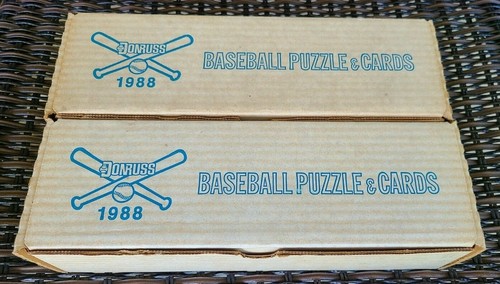 DONRUSS
1988
BASEBALL PUZZLE & CARDS
DONRUSS
1988
BASEBALL PUZZLE & CARDS